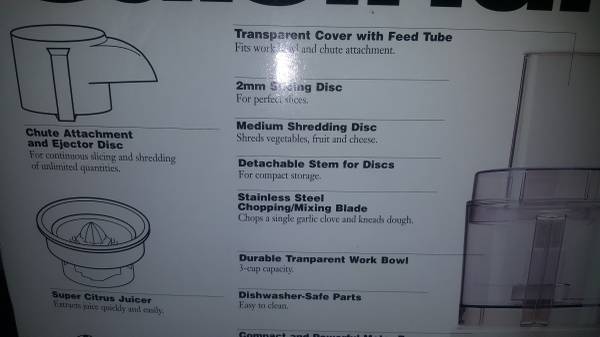 Cuisinar
Transparent Cover with Feed Tube
Fits work bowl and chute attachment.
2mm Slicing Disc
For perfect slices.
Medium Shredding Disc
Shreds vegetables, fruit and cheese.
Detachable Stem for Discs
For compact storage.
Stainless Steel
Chopping/Mixing Blade
Chops a single garlic clove and kneads dough.
Durable Tranparent Work Bowl
3-cup capacity.
Dishwasher-Safe Parts
Easy to clean.
Compact and Powerful
Chute Attachment
and Ejector Disc
For continuous slicing and shredding
of unlimited quantities.
Super Citrus Juicer
Extracts juice quickly and easily.